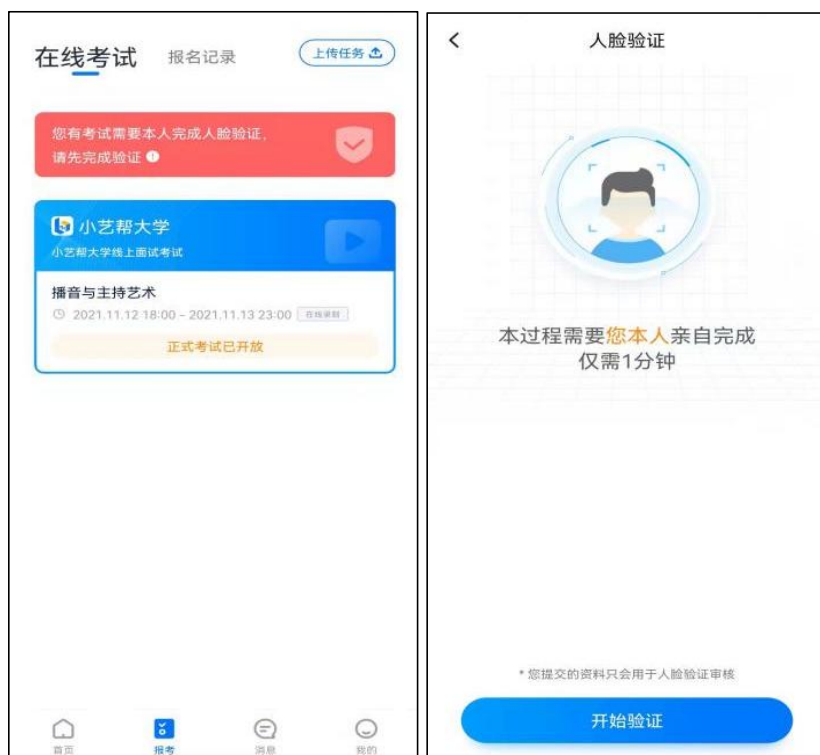 在线考试
报名记录
上传任务
您有考试需要本人完成人脸验证，
请先完成验证
小艺帮大学
小艺帮大学线上面试考试
播音与主持艺术
2021.11.12 18:00 - 2021.11.13 23:00 在线录制
正式考试已开放
首页
报考
消息
我的
人脸验证
本过程需要您本人亲自完成
仅需1分钟
* 您提交的资料只会用于人脸验证审核
开始验证